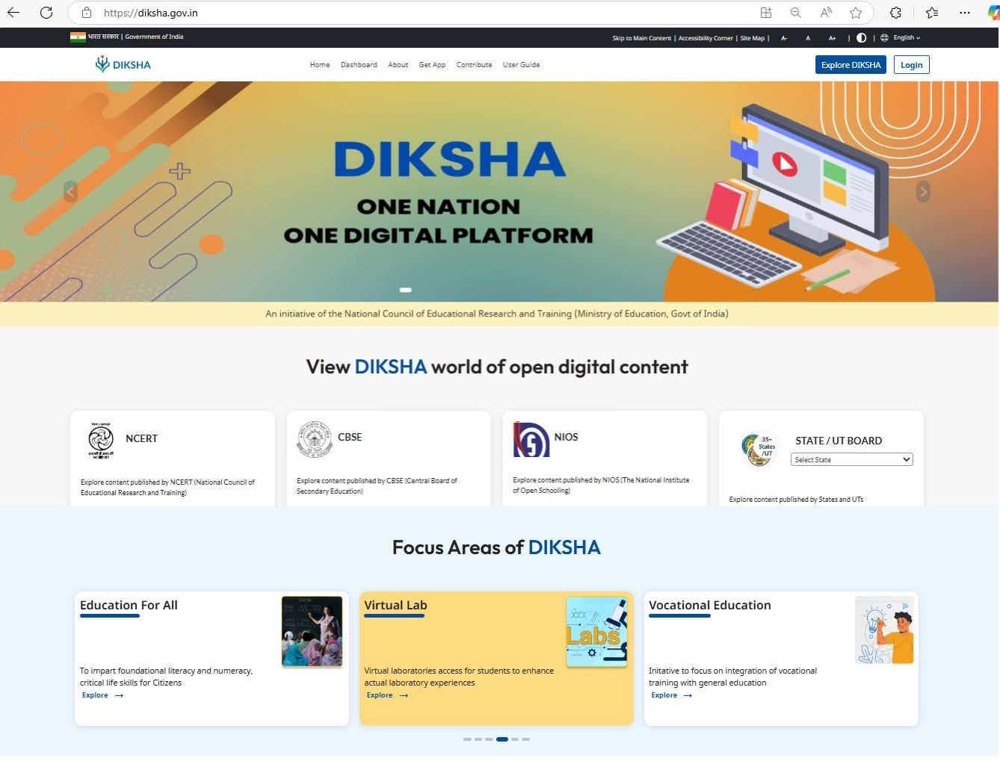 https://diksha.gov.in
भारत सरकार | Government of India
Skip to Main Content | Accessibility Corner | Site Map | A- A A+ | | English
DIKSHA
Home Dashboard About Get App Contribute User Guide
Explore DIKSHA Login
DIKSHA
ONE NATION
ONE DIGITAL PLATFORM
An initiative of the National Council of Educational Research and Training (Ministry of Education, Govt of India)
View DIKSHA world of open digital content
NCERT
Explore content published by NCERT (National Council of
Educational Research and Training)
CBSE
Explore content published by CBSE (Central Board of
Secondary Education)
NIOS
Explore content published by NIOS (The National Institute
of Open Schooling)
35+
States
/UT
STATE / UT BOARD
Select State
Explore content published by States and UTs
Focus Areas of DIKSHA
Education For All
To impart foundational literacy and numeracy,
critical life skills for Citizens
Explore
Virtual Lab
Labs
Virtual laboratories access for students to enhance
actual laboratory experiences
Explore
Vocational Education
Initative to focus on integration of vocational
training with general education
Explore